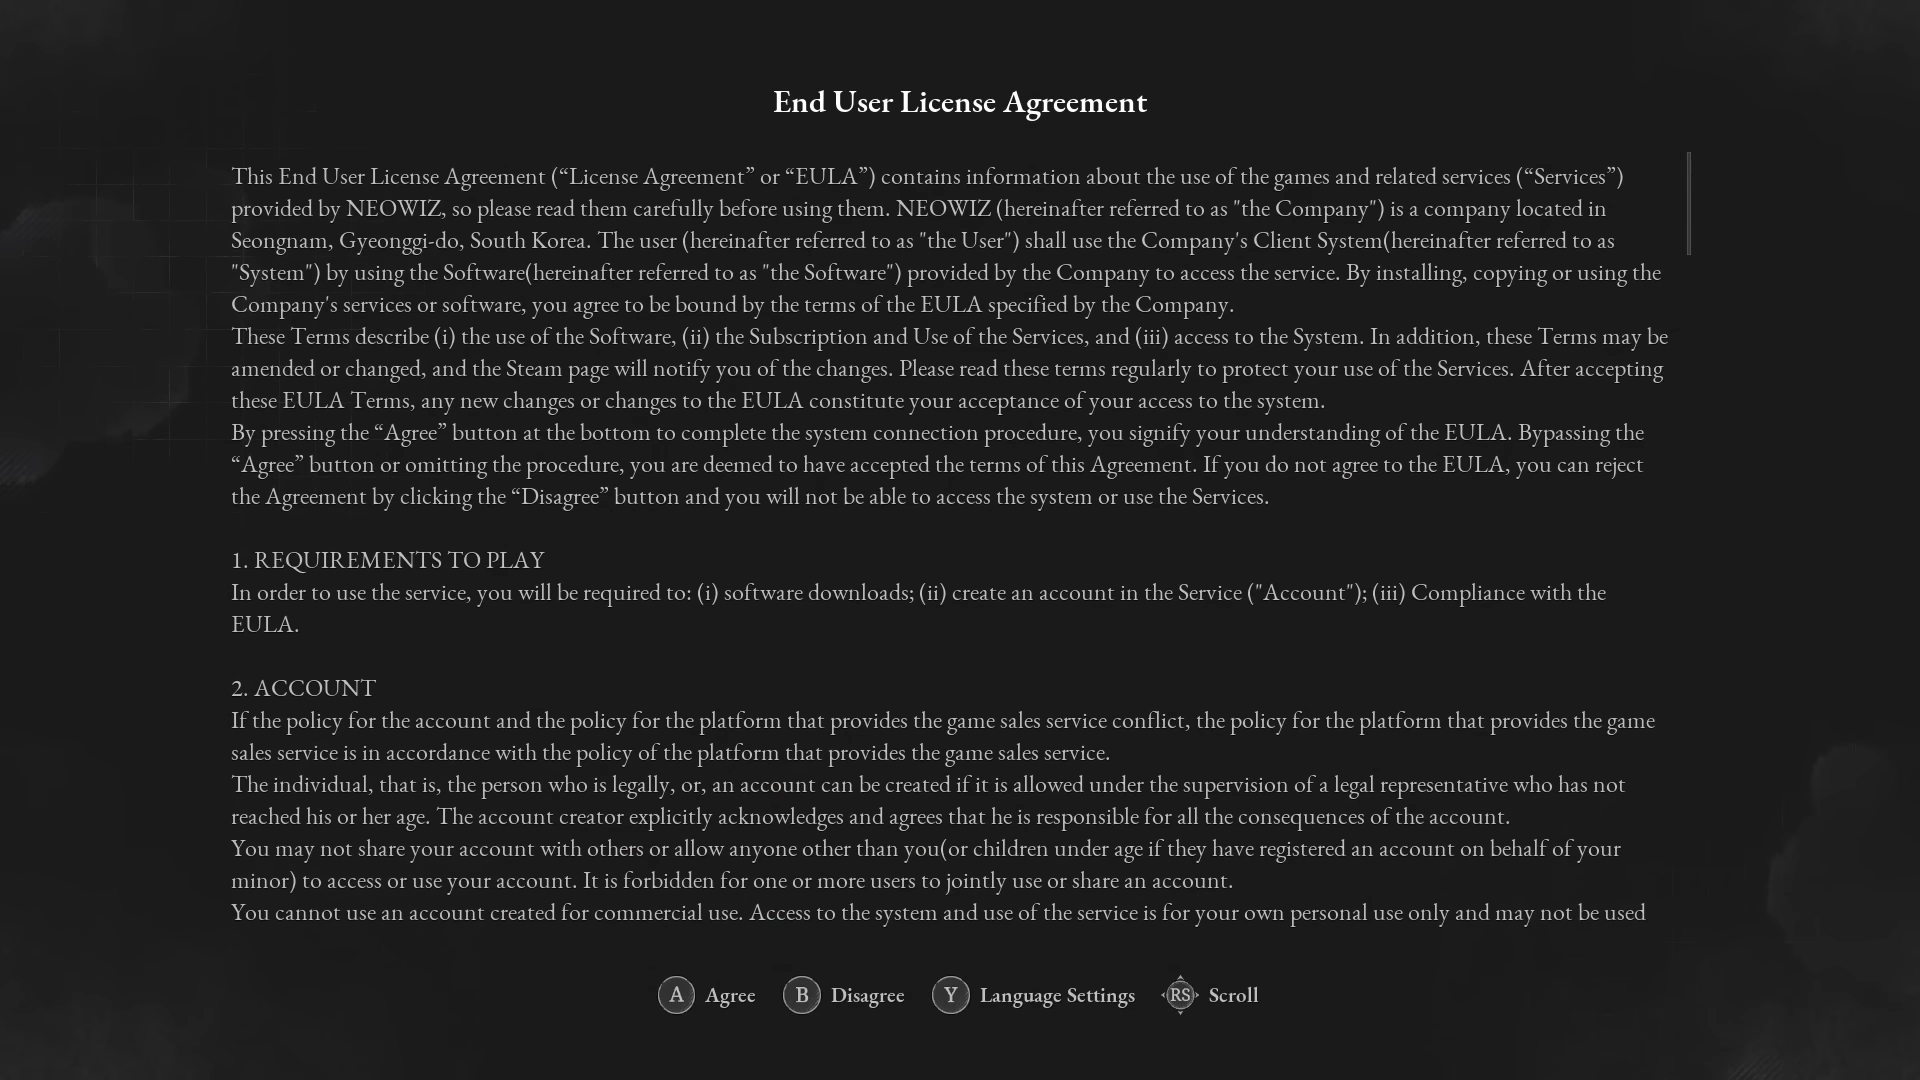 End User License Agreement
This End User License Agreement (“License Agreement” or “EULA”) contains information about the use of the games and related services (“Services”)
provided by NEOWIZ, so please read them carefully before using them. NEOWIZ (hereinafter referred to as "the Company") is a company located in
Seongnam, Gyeonggi-do, South Korea. The user (hereinafter referred to as "the User") shall use the Company's Client System(hereinafter referred to as
"System") by using the Software(hereinafter referred to as "the Software") provided by the Company to access the service. By installing, copying or using the
Company's services or software, you agree to be bound by the terms of the EULA specified by the Company.
These Terms describe (i) the use of the Software, (ii) the Subscription and Use of the Services, and (iii) access to the System. In addition, these Terms may be
amended or changed, and the Steam page will notify you of the changes. Please read these terms regularly to protect your use of the Services. After accepting
these EULA Terms, any new changes or changes to the EULA constitute your acceptance of your access to the system.
By pressing the “Agree” button at the bottom to complete the system connection procedure, you signify your understanding of the EULA. Bypassing the
“Agree” button or omitting the procedure, you are deemed to have accepted the terms of this Agreement. If you do not agree to the EULA, you can reject
the Agreement by clicking the “Disagree” button and you will not be able to access the system or use the Services.
1. REQUIREMENTS TO PLAY
In order to use the service, you will be required to: (i) software downloads; (ii) create an account in the Service ("Account"); (iii) Compliance with the
EULA.
2. ACCOUNT
If the policy for the account and the policy for the platform that provides the game sales service conflict, the policy for the platform that provides the game
sales service is in accordance with the policy of the platform that provides the game sales service.
The individual, that is, the person who is legally, or, an account can be created if it is allowed under the supervision of a legal representative who has not
reached his or her age. The account creator explicitly acknowledges and agrees that he is responsible for all the consequences of the account.
You may not share your account with others or allow anyone other than you(or children under age if they have registered an account on behalf of your
minor) to access or use your account. It is forbidden for one or more users to jointly use or share an account.
You cannot use an account created for commercial use. Access to the system and use of the service is for your own personal use only and may not be used
A Agree B Disagree Y Language Settings RS Scroll